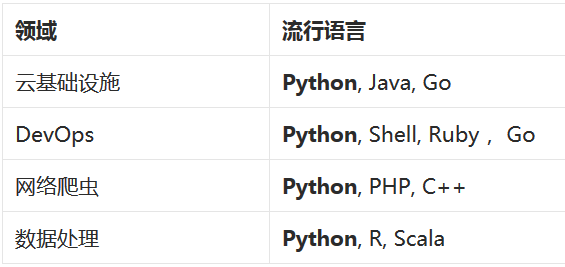 领域 流行语言
云基础设施 Python, Java, Go
DevOps Python, Shell, Ruby ，Go
网络爬虫 Python, PHP, C++
数据处理 Python, R, Scala